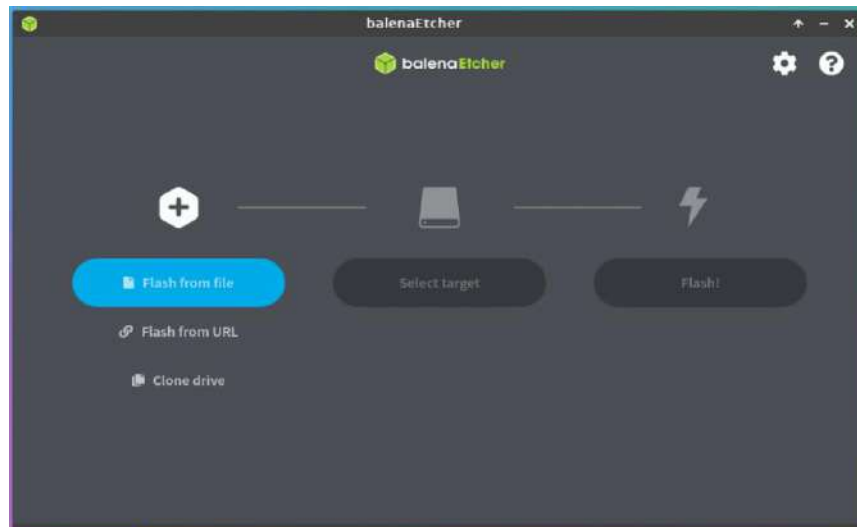 balenaEtcher
balenaEtcher
Flash from file
Select target
Flash!
Flash from URL
Clone drive